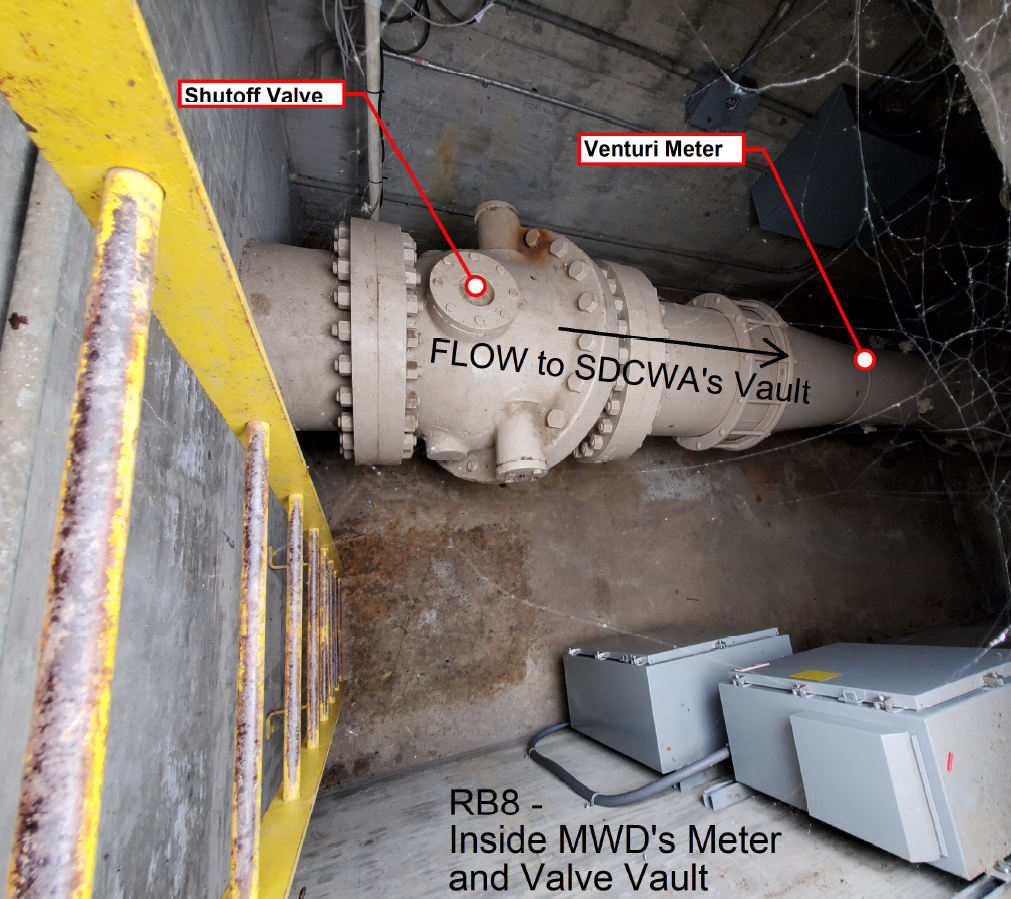 Shutoff Valve
Venturi Meter
FLOW to SDCWA's Vault
RB8 -
Inside MWD's Meter
and Valve Vault